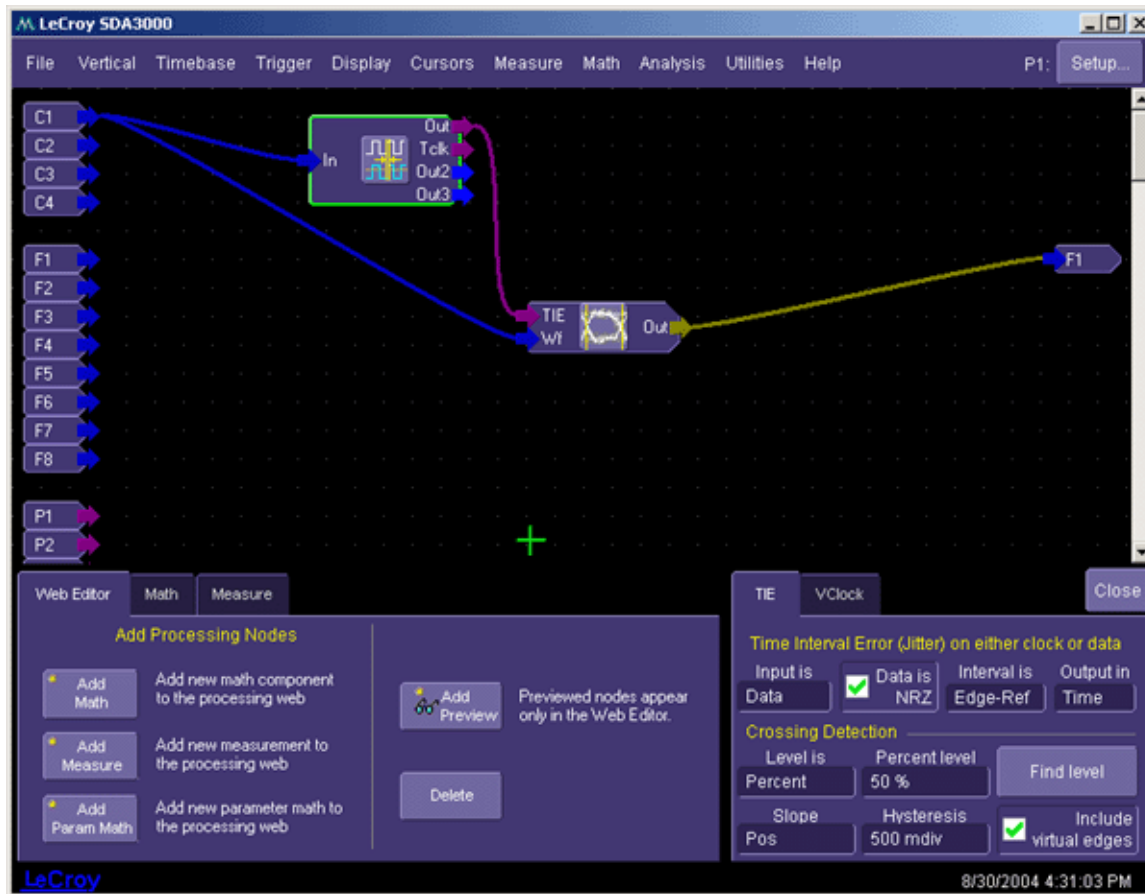 LeCroy SDA3000
File Vertical Timebase Trigger Display Cursors Measure Math Analysis Utilities Help P1: Setup...
C1
C2
C3
C4
F1
F2
F3
F4
F5
F6
F7
F8
P1
P2
In
Out
Tclk
Out2
Out3
TIE
Wf
Out
F1
Web Editor Math Measure
Add Processing Nodes
Add
Math
Add new math component
to the processing web
Add
Measure
Add new measurement to
the processing web
Add
Param Math
Add new parameter math to
the processing web
Add
Preview
Previewed nodes appear
only in the Web Editor.
Delete
TIE VClock
Close
Time Interval Error (Jitter) on either clock or data
Input is
Data
Data is
NRZ
Interval is
Edge-Ref
Output in
Time
Crossing Detection
Level is
Percent
Percent level
50 %
Find level
Slope
Pos
Hysteresis
500 mdiv
Include
virtual edges
LeCroy
8/30/2004 4:31:03 PM